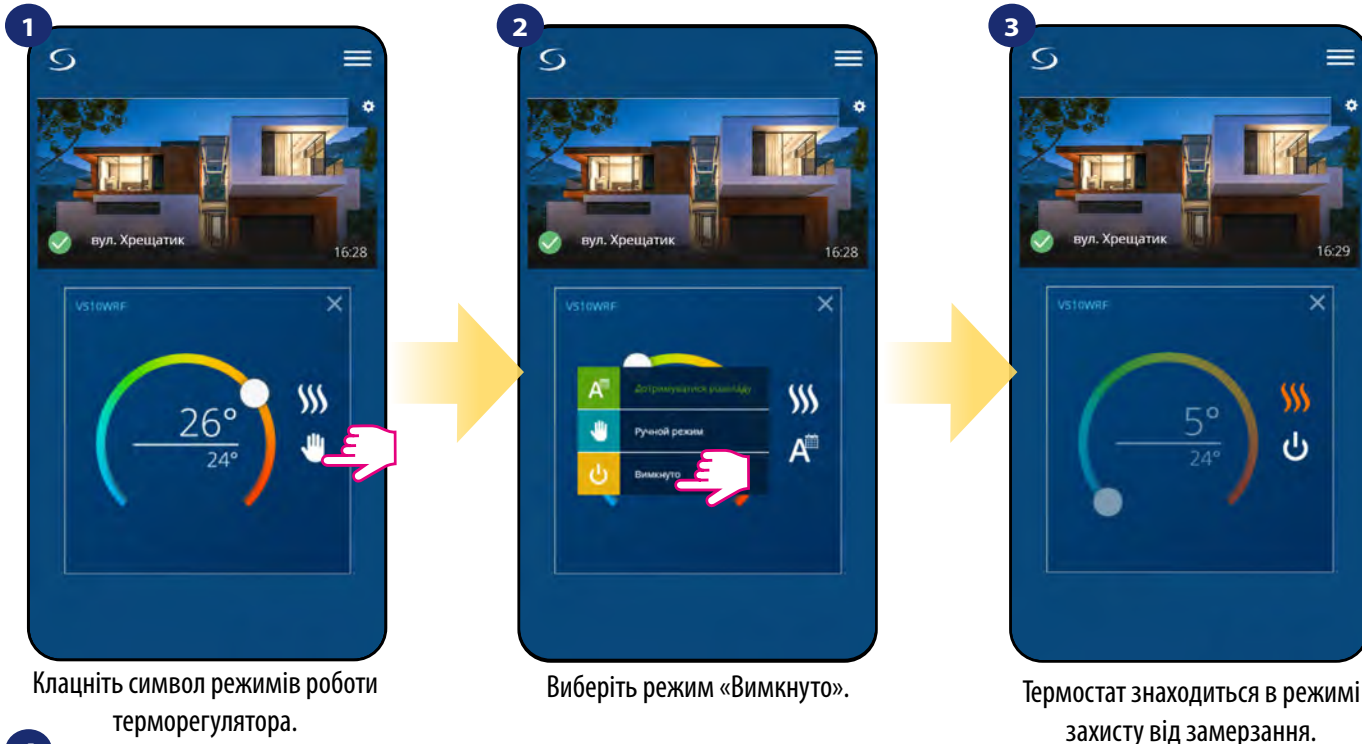 1
вул. Хрещатик
16:28
VS10WRF
26°
24°
Клацніть символ режимів роботи
терморегулятора.
2
вул. Хрещатик
16:28
VS10WRF
A
Дотримуватися розкладу
Ручной режим
Вимкнуто
A
Виберіть режим «Вимкнуто».
3
вул. Хрещатик
16:29
VS10WRF
5°
24°
Термостат знаходиться в режимі
захисту від замерзання.